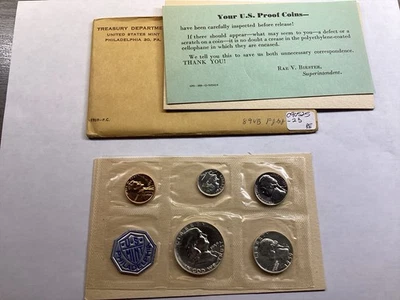 TREASURY DEPARTMENT
UNITED STATES MINT
PHILADELPHIA 30, PA.
Your U.S. Proof Coins—
have been carefully inspected before release!
If there should appear—what may seem to you—a defect or a
scratch on a coin—it is no doubt a crease in the polyethylene-coated
cellophane in which they are encased.
We tell you this to save us both unnecessary correspondence.
THANK YOU!
RAE V. BIESTER,
Superintendent.